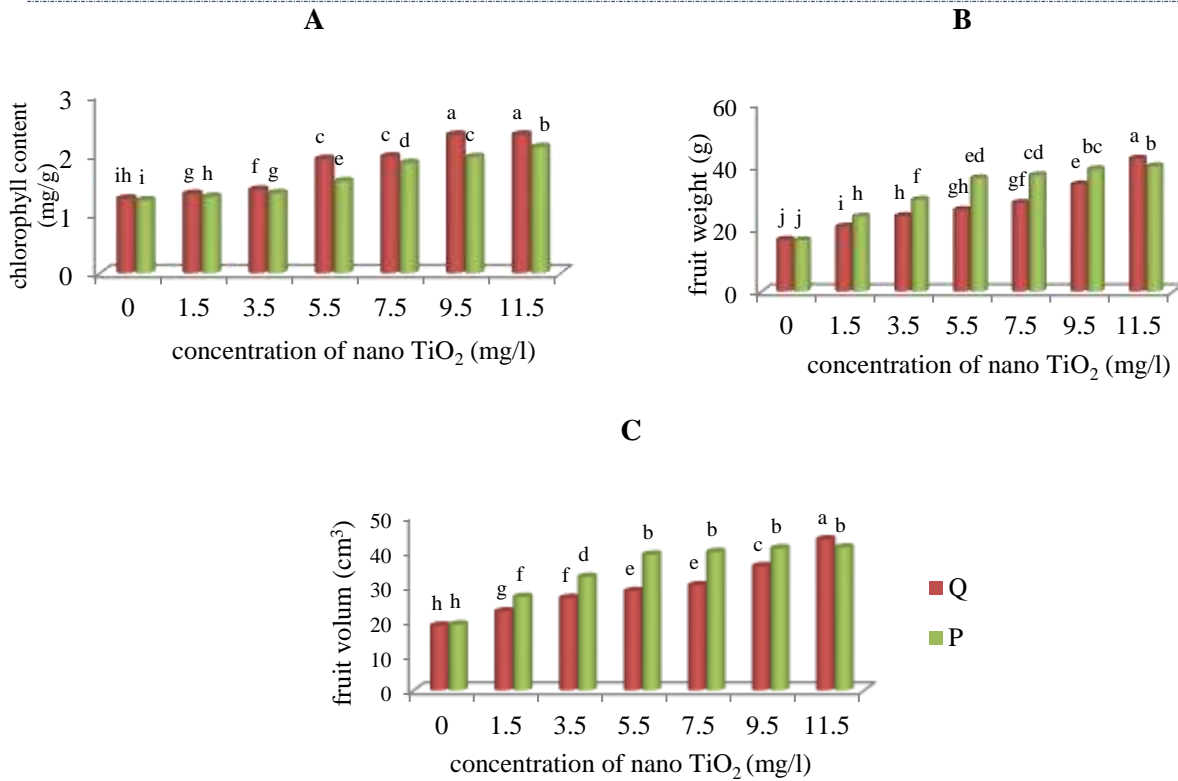 A
B
chlorophyll content
(mg/g)
3
2
1
0
ih i g h f g c e c d a c a b
0 1.5 3.5 5.5 7.5 9.5 11.5
concentration of nano TiO₂ (mg/l)
fruit weight (g)
60
40
20
0
j j i h h f gh ed gf cd e bc a b
0 1.5 3.5 5.5 7.5 9.5 11.5
concentration of nano TiO₂ (mg/l)
C
fruit volum (cm³)
50
40
30
20
10
0
h h g f f d e b e b c b a b
0 1.5 3.5 5.5 7.5 9.5 11.5
concentration of nano TiO₂ (mg/l)
Q
P